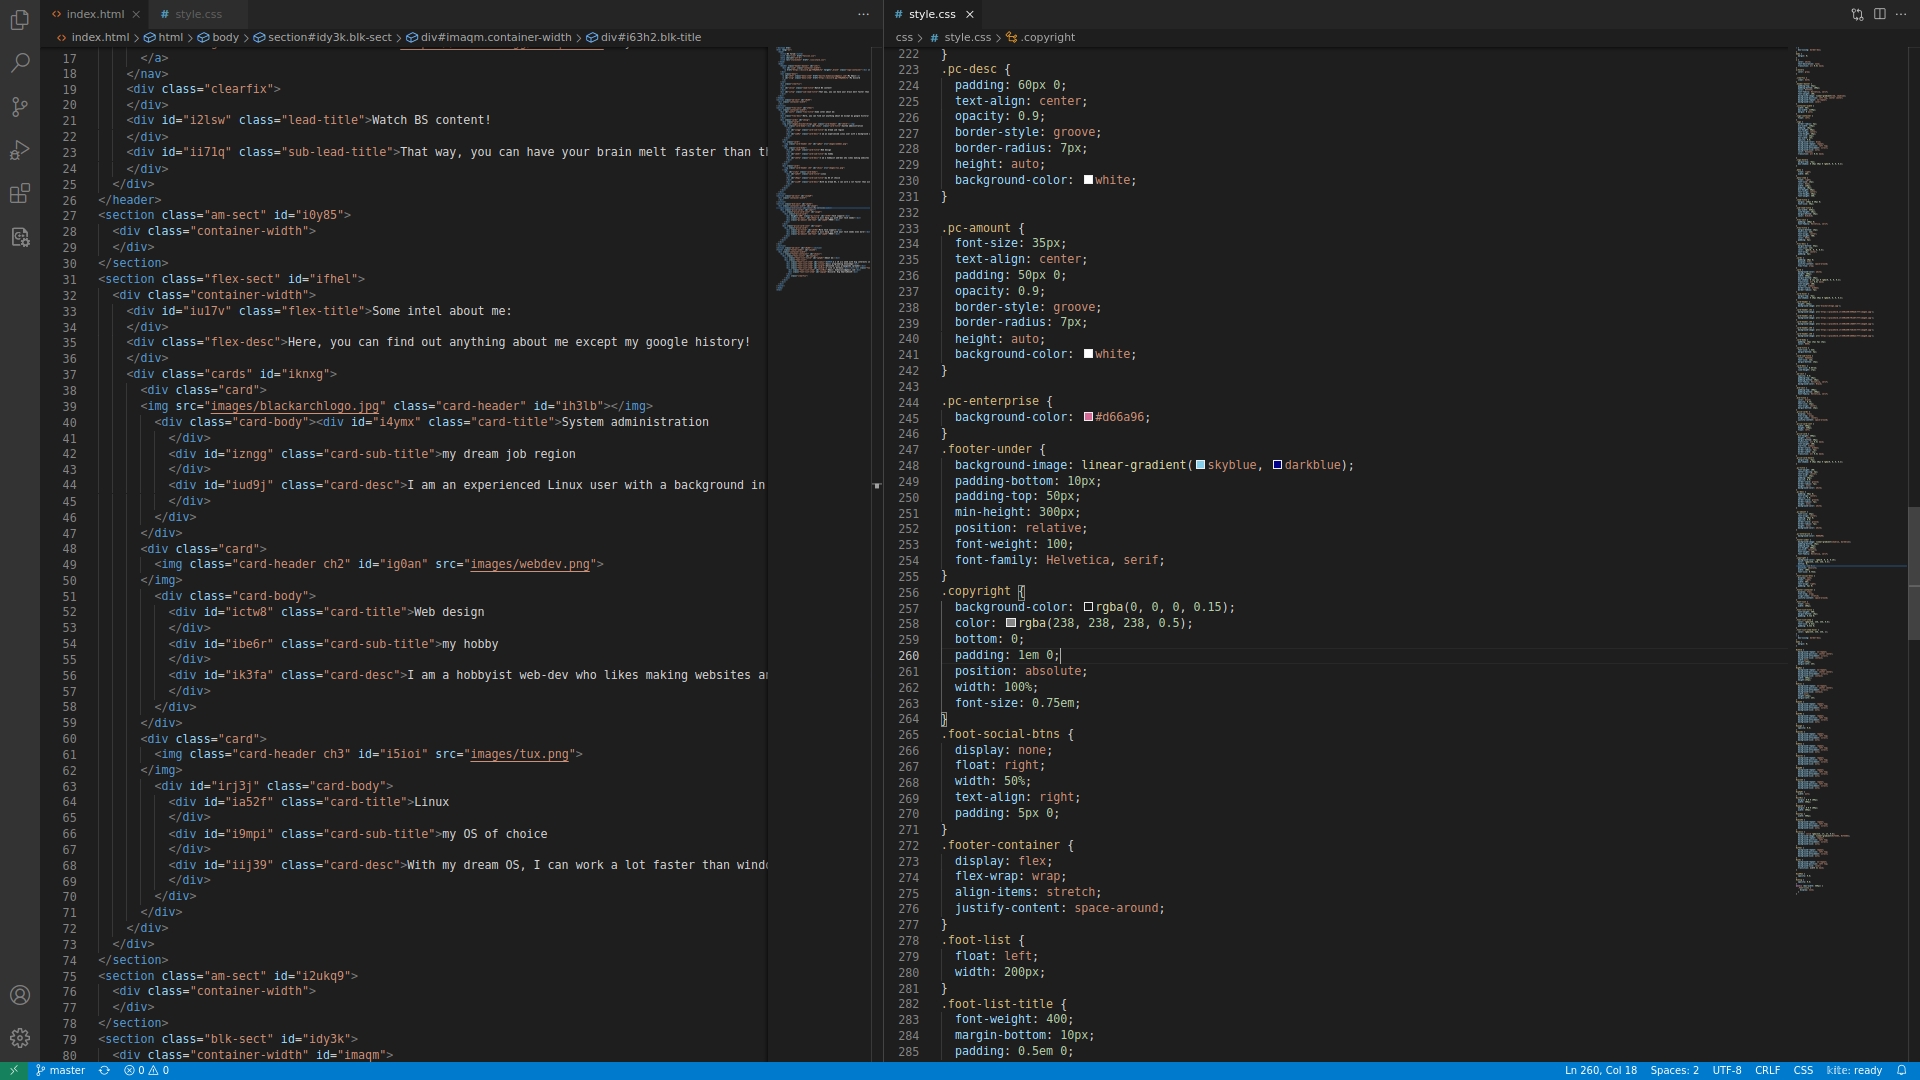 index.html
style.css
index.html > html > body > section#idy3k.blk-sect > div#imaqm.container-width > div#i63h2.blk-title
17 </a>
18 </nav>
19 <div class="clearfix">
20 </div>
21 <div id="i2lsw" class="lead-title">Watch BS content!
22 </div>
23 <div id="ii71q" class="sub-lead-title">That way, you can have your brain melt faster than th
24 </div>
25 </div>
26 </header>
27 <section class="am-sect" id="i0y85">
28 <div class="container-width">
29 </div>
30 </section>
31 <section class="flex-sect" id="ifhel">
32 <div class="container-width">
33 <div id="iu17v" class="flex-title">Some intel about me:
34 </div>
35 <div class="flex-desc">Here, you can find out anything about me except my google history!
36 </div>
37 <div class="cards" id="iknxg">
38 <div class="card">
39 <img src="images/blackarchlogo.jpg" class="card-header" id="ih3lb"></img>
40 <div class="card-body"><div id="i4ymx" class="card-title">System administration
41 </div>
42 <div id="izngg" class="card-sub-title">my dream job region
43 </div>
44 <div id="iud9j" class="card-desc">I am an experienced Linux user with a background in
45 </div>
46 </div>
47 </div>
48 <div class="card">
49 <img class="card-header ch2" id="ig0an" src="images/webdev.png">
50 </img>
51 <div class="card-body">
52 <div id="ictw8" class="card-title">Web design
53 </div>
54 <div id="ibe6r" class="card-sub-title">my hobby
55 </div>
56 <div id="ik3fa" class="card-desc">I am a hobbyist web-dev who likes making websites a
57 </div>
58 </div>
59 </div>
60 <div class="card">
61 <img class="card-header ch3" id="i5ioi" src="images/tux.png">
62 </img>
63 <div id="irj3j" class="card-body">
64 <div id="ia52f" class="card-title">Linux
65 </div>
66 <div id="i9mpi" class="card-sub-title">my OS of choice
67 </div>
68 <div id="iij39" class="card-desc">With my dream OS, I can work a lot faster than wind
69 </div>
70 </div>
71 </div>
72 </div>
73 </div>
74 </section>
75 <section class="am-sect" id="i2ukq9">
76 <div class="container-width">
77 </div>
78 </section>
79 <section class="blk-sect" id="idy3k">
80 <div class="container-width" id="imaqm">
style.css
css > style.css > .copyright
222 }
223 .pc-desc {
224 padding: 60px 0;
225 text-align: center;
226 opacity: 0.9;
227 border-style: groove;
228 border-radius: 7px;
229 height: auto;
230 background-color: white;
231 }
232
233 .pc-amount {
234 font-size: 35px;
235 text-align: center;
236 padding: 50px 0;
237 opacity: 0.9;
238 border-style: groove;
239 border-radius: 7px;
240 height: auto;
241 background-color: white;
242 }
243
244 .pc-enterprise {
245 background-color: #d66a96;
246 }
247 .footer-under {
248 background-image: linear-gradient(skyblue, darkblue);
249 padding-bottom: 10px;
250 padding-top: 50px;
251 min-height: 300px;
252 position: relative;
253 font-weight: 100;
254 font-family: Helvetica, serif;
255 }
256 .copyright {
257 background-color: rgba(0, 0, 0, 0.15);
258 color: rgba(238, 238, 238, 0.5);
259 bottom: 0;
260 padding: 1em 0;
261 position: absolute;
262 width: 100%;
263 font-size: 0.75em;
264 }
265 .foot-social-btns {
266 display: none;
267 float: right;
268 width: 50%;
269 text-align: right;
270 padding: 5px 0;
271 }
272 .footer-container {
273 display: flex;
274 flex-wrap: wrap;
275 align-items: stretch;
276 justify-content: space-around;
277 }
278 .foot-list {
279 float: left;
280 width: 200px;
281 }
282 .foot-list-title {
283 font-weight: 400;
284 margin-bottom: 10px;
285 padding: 0.5em 0;
master 0 0 Ln 260, Col 18 Spaces: 2 UTF-8 CRLF CSS kite: ready